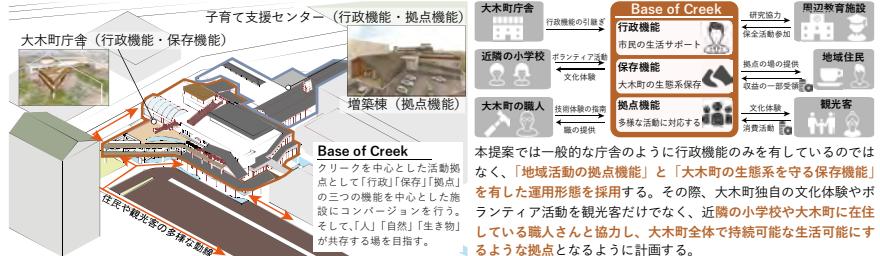 子育て支援センター（行政機能・拠点機能）
大木町庁舎（行政機能・保存機能）
増築棟（拠点機能）
住民や観光客の多様な動線
Base of Creek
クリークを中心とした活動拠
点として「行政」「保存」「拠点」
の三つの機能を中心とした施
設にコンバージョンを行う。
そして、「人」「自然」「生き物」
が共存する場を目指す。
大木町庁舎
行政機能の引継ぎ
近隣の小学校
ボランティア活動
文化体験
大木町の職人
技術体験の指南
職の提供
Base of Creek
行政機能
市民の生活サポート
保存機能
大木町の生態系保存
拠点機能
多様な活動に対応する
研究協力
保全活動参加
周辺教育施設
拠点の場の提供
収益の一部受領
地域住民
文化体験
消費活動
観光客
本提案では一般的な庁舎のように行政機能のみを有しているのでは
なく、「地域活動の拠点機能」と「大木町の生態系を守る保存機能」
を有した運用形態を採用する。その際、大木町独自の文化体験やボ
ランティア活動を観光客だけでなく、近隣の小学校や大木町に在住
している職人さんと協力し、大木町全体で持続可能な生活可能にす
るような拠点となるように計画する。